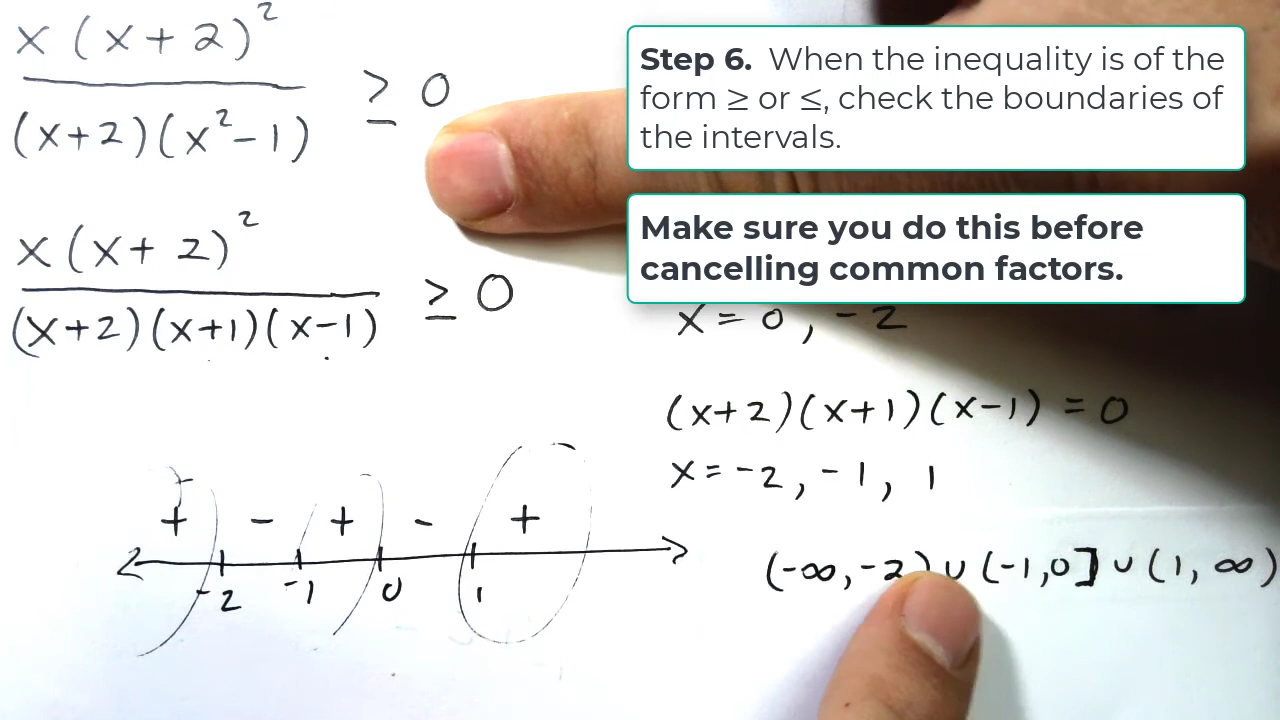 x(x+2)²
(x+2)(x²-1)
≥ 0
x(x+2)²
(x+2)(x+1)(x-1)
≥ 0
Step 6. When the inequality is of the
form ≥ or ≤, check the boundaries of
the intervals.
Make sure you do this before
cancelling common factors.
x = 0, -2
(x+2)(x+1)(x-1) = 0
x = -2, -1, 1
(-∞, -2) ∪ (-1, 0] ∪ (1, ∞)
+ - + - +
-2 -1 0 1